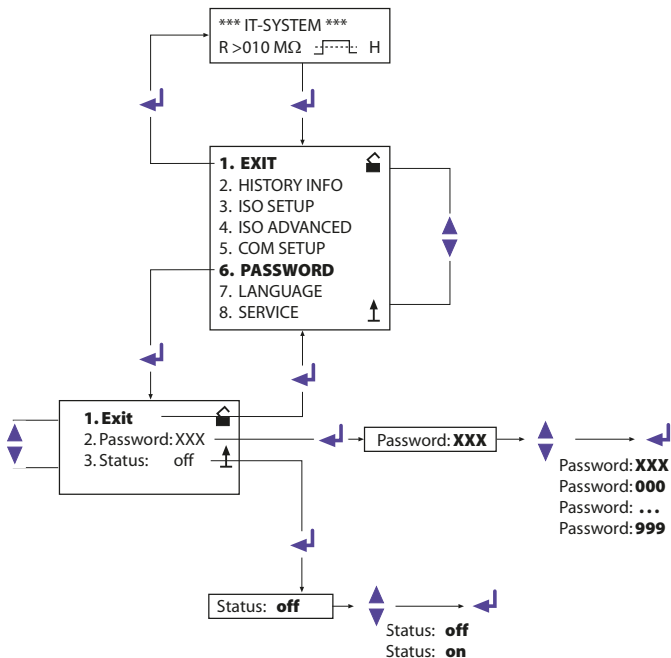 *** IT-SYSTEM ***
R >010 MΩ H
1. EXIT
2. HISTORY INFO
3. ISO SETUP
4. ISO ADVANCED
5. COM SETUP
6. PASSWORD
7. LANGUAGE
8. SERVICE
1. Exit
2. Password: XXX
3. Status: off
Password: XXX
Password: XXX
Password: 000
Password: ...
Password: 999
Status: off
Status: off
Status: on